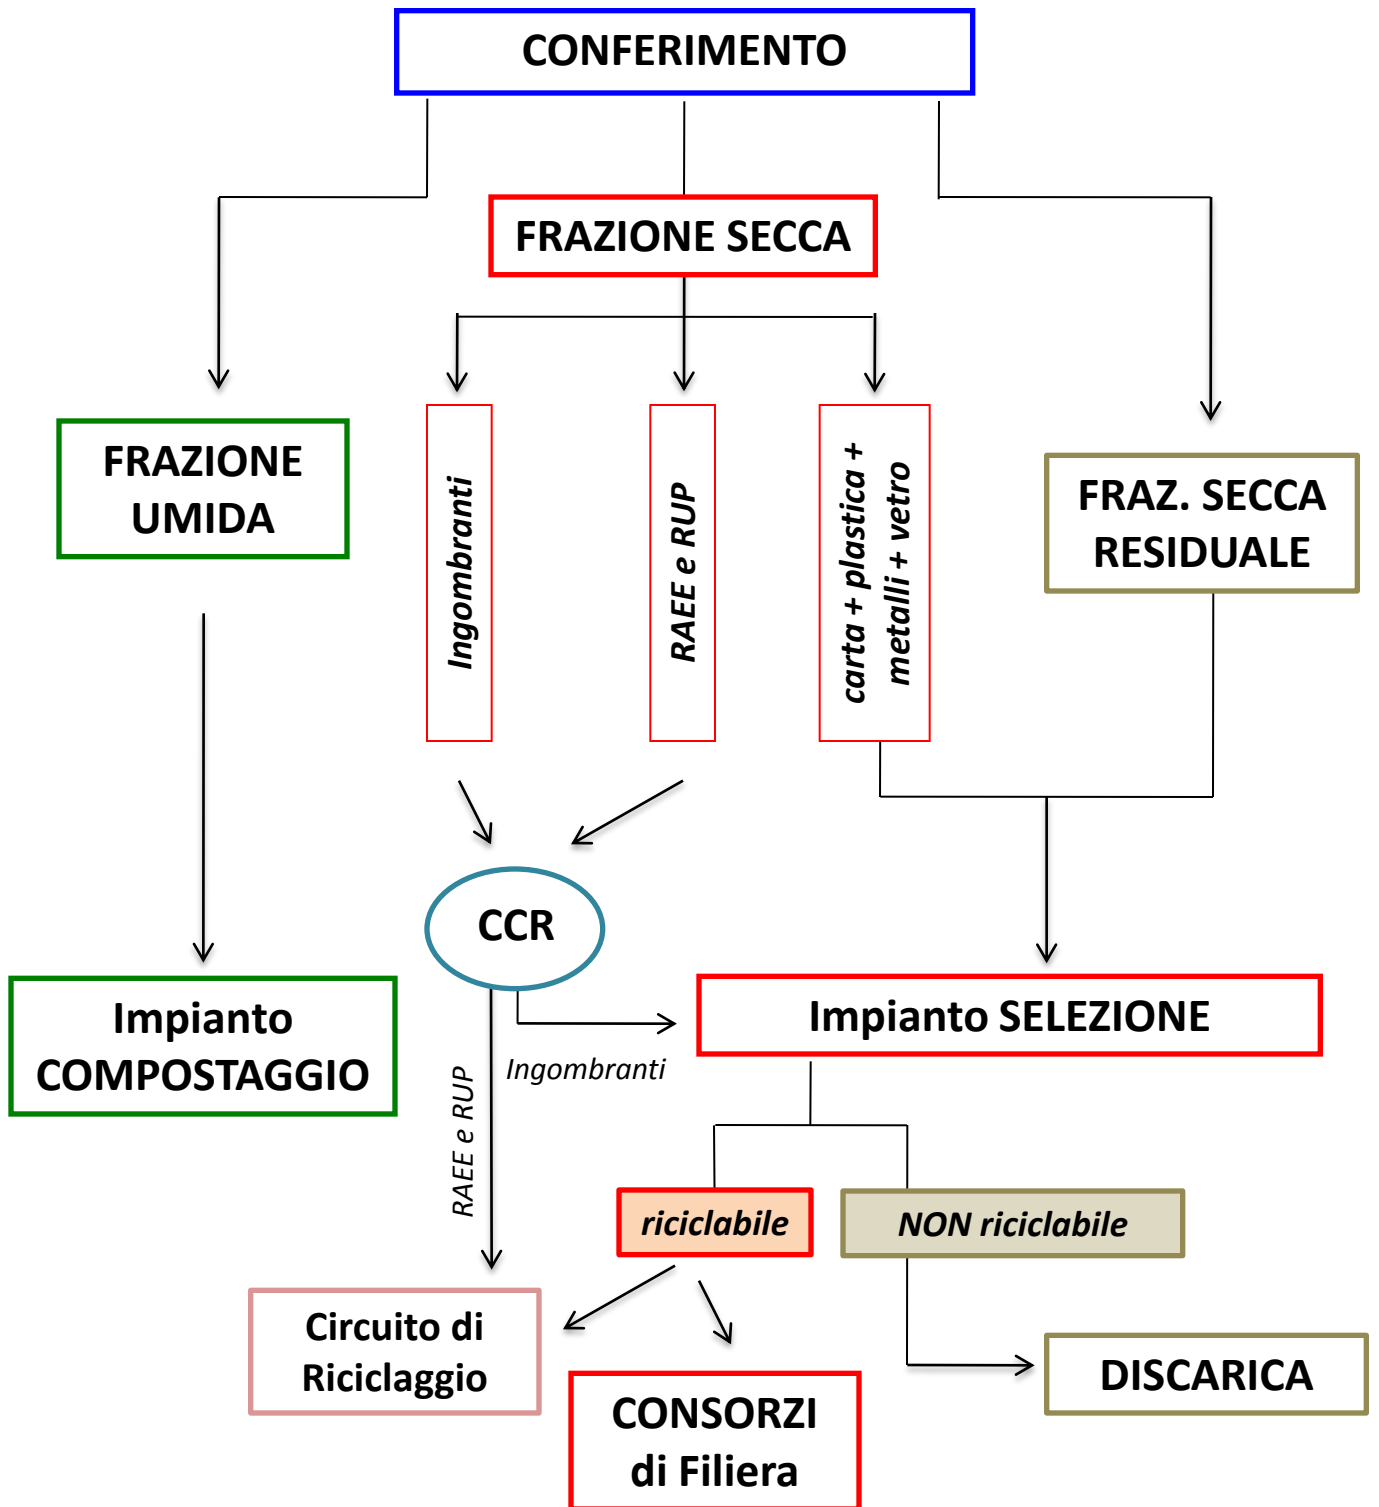 CONFERIMENTO
FRAZIONE SECCA
FRAZIONE
UMIDA
Ingombranti
RAEE e RUP
carta + plastica +
metalli + vetro
FRAZ. SECCA
RESIDUALE
CCR
Impianto
COMPOSTAGGIO
Impianto SELEZIONE
Ingombranti
RAEE e RUP
riciclabile
NON riciclabile
Circuito di
Riciclaggio
CONSORZI
di Filiera
DISCARICA